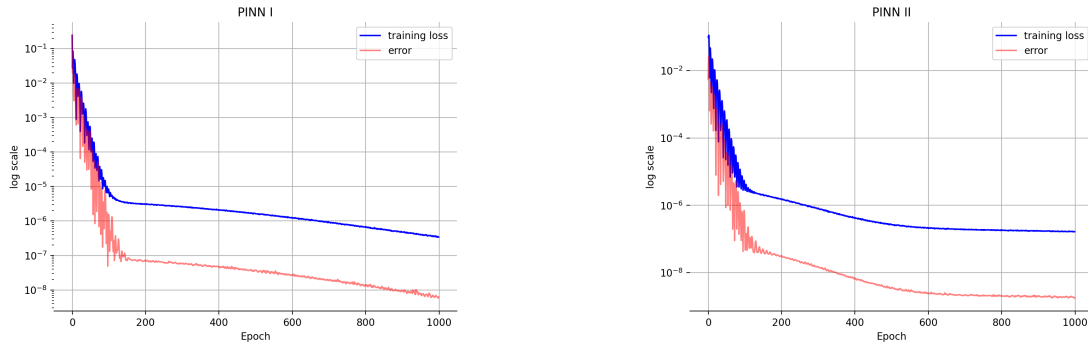 PINN I
training loss
error
log scale
10⁻¹
10⁻²
10⁻³
10⁻⁴
10⁻⁵
10⁻⁶
10⁻⁷
10⁻⁸
0 200 400 600 800 1000
Epoch
PINN II
training loss
error
log scale
10⁻²
10⁻⁴
10⁻⁶
10⁻⁸
0 200 400 600 800 1000
Epoch